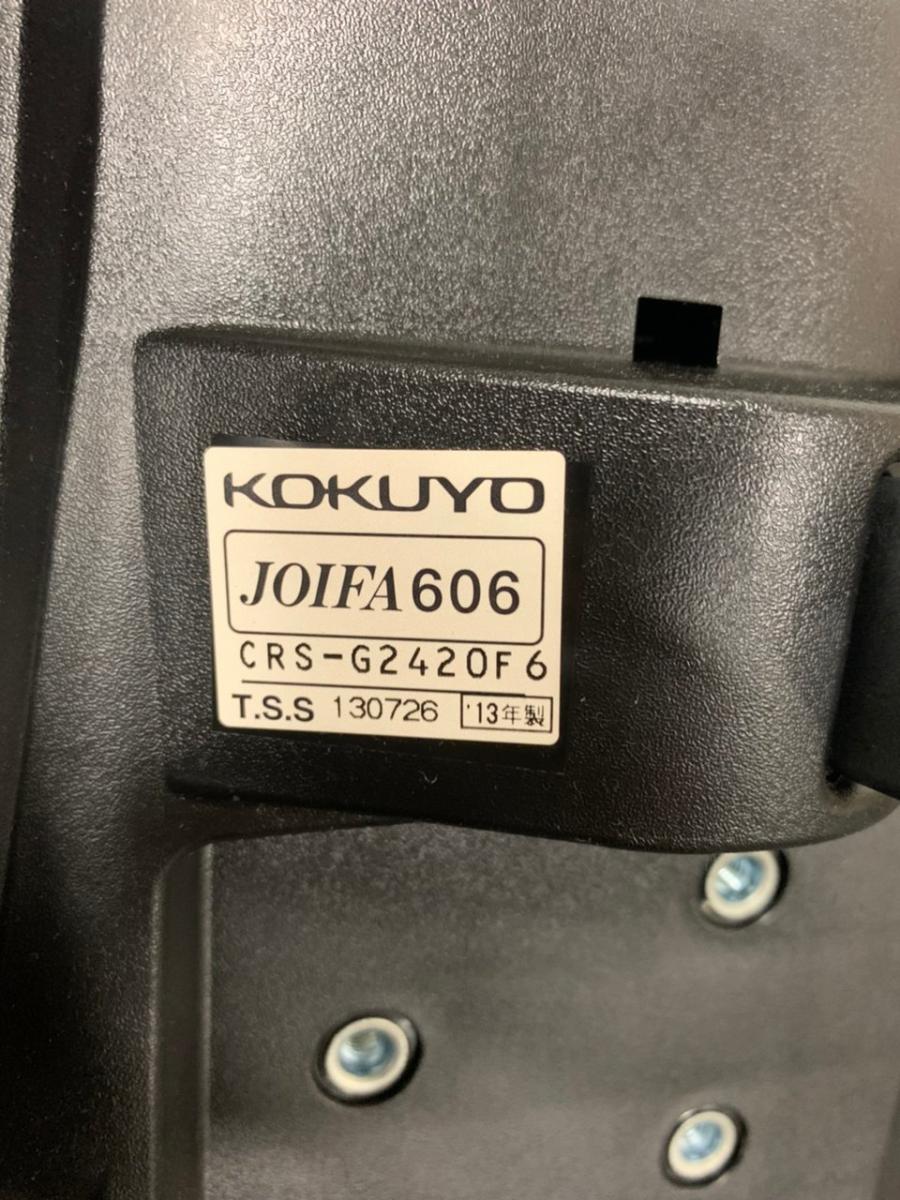 KOKUYO
JOIFA 606
CRS-G2420F6
T.S.S 130726 '13年製